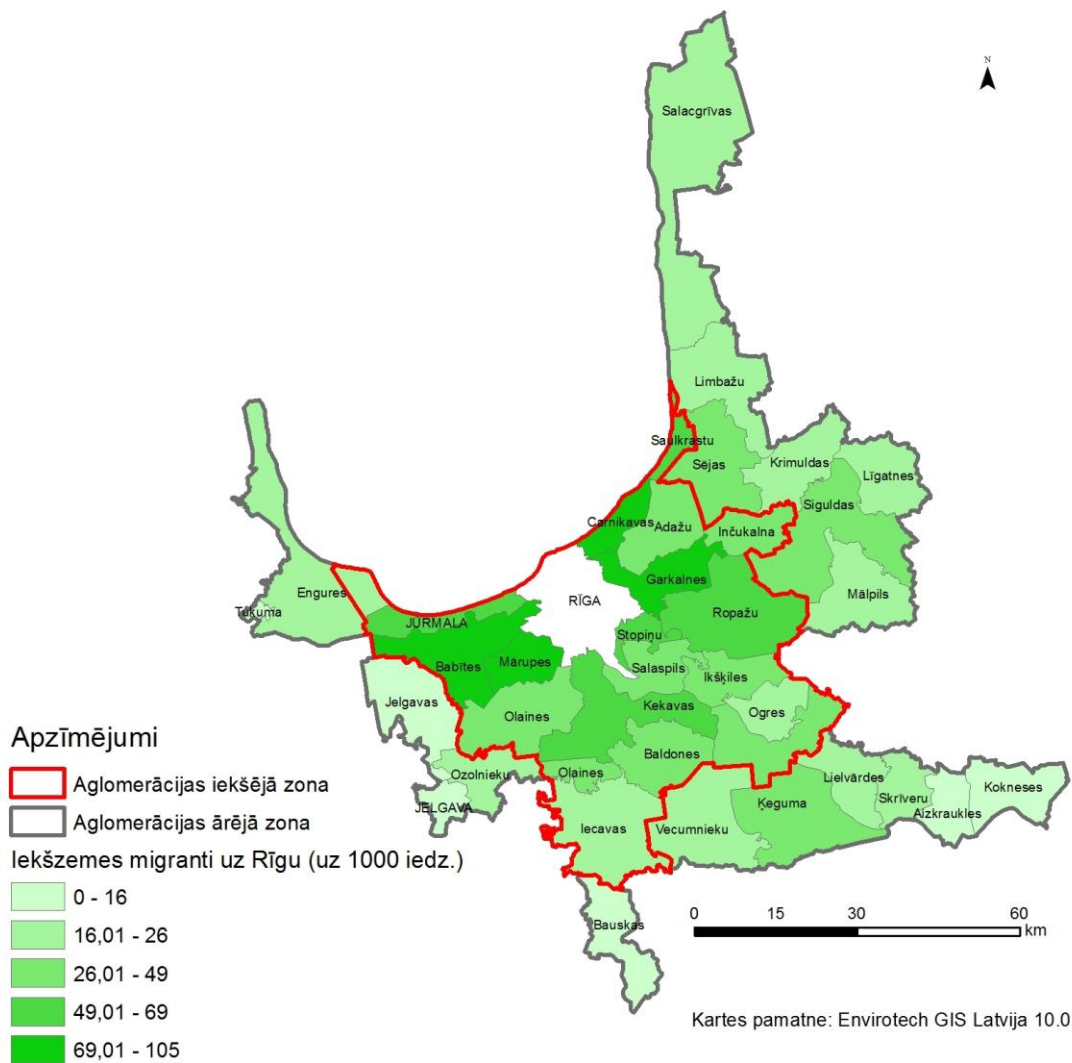 N
Salacgrīvas
Limbažu
Saulkrastu
Sējas
Krimuldas
Līgatnes
Siguldas
Carnikavas
Adažu
Inčukalna
Garkalnes
Mālpils
Engures
RĪGA
Ropažu
Tukuma
JŪRMALA
Stopiņu
Babītes
Mārupes
Salaspils
Ikšķiles
Jelgavas
Olaines
Ķekavas
Ogres
Baldones
Ozolnieku
Olaines
Lielvārdes
Kokneses
JELGAVA
Skrīveru
Ķeguma
Aizkraukles
Iecavas
Vecumnieku
Bauskas
Apzīmējumi
Aglomerācijas iekšējā zona
Aglomerācijas ārējā zona
Iekšzemes migranti uz Rīgu (uz 1000 iedz.)
0 - 16
16,01 - 26
26,01 - 49
49,01 - 69
69,01 - 105
0 15 30 60
km
Kartes pamatne: Envirotech GIS Latvija 10.0